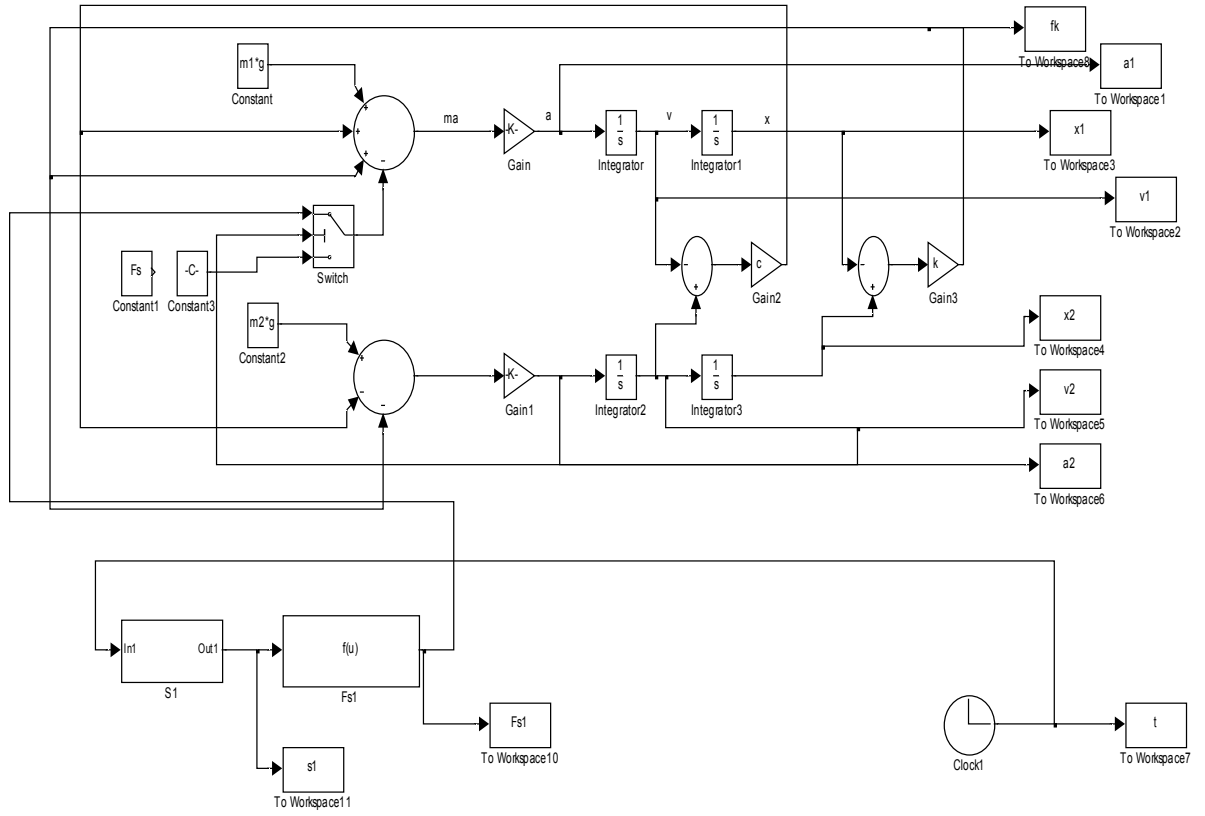 fk
To Workspace8
m1*g
Constant
+
+
+
-
ma
-K-
Gain
a
1
s
Integrator
v
1
s
Integrator1
x
a1
To Workspace1
x1
To Workspace3
v1
To Workspace2
Fs
Constant1
-C-
Constant3
Switch
-
+
c
Gain2
-
+
k
Gain3
m2*g
Constant2
+
-
-
-K-
Gain1
1
s
Integrator2
1
s
Integrator3
x2
To Workspace4
v2
To Workspace5
a2
To Workspace6
In1
Out1
S1
f(u)
Fs1
Fs1
To Workspace10
s1
To Workspace11
Clock1
t
To Workspace7